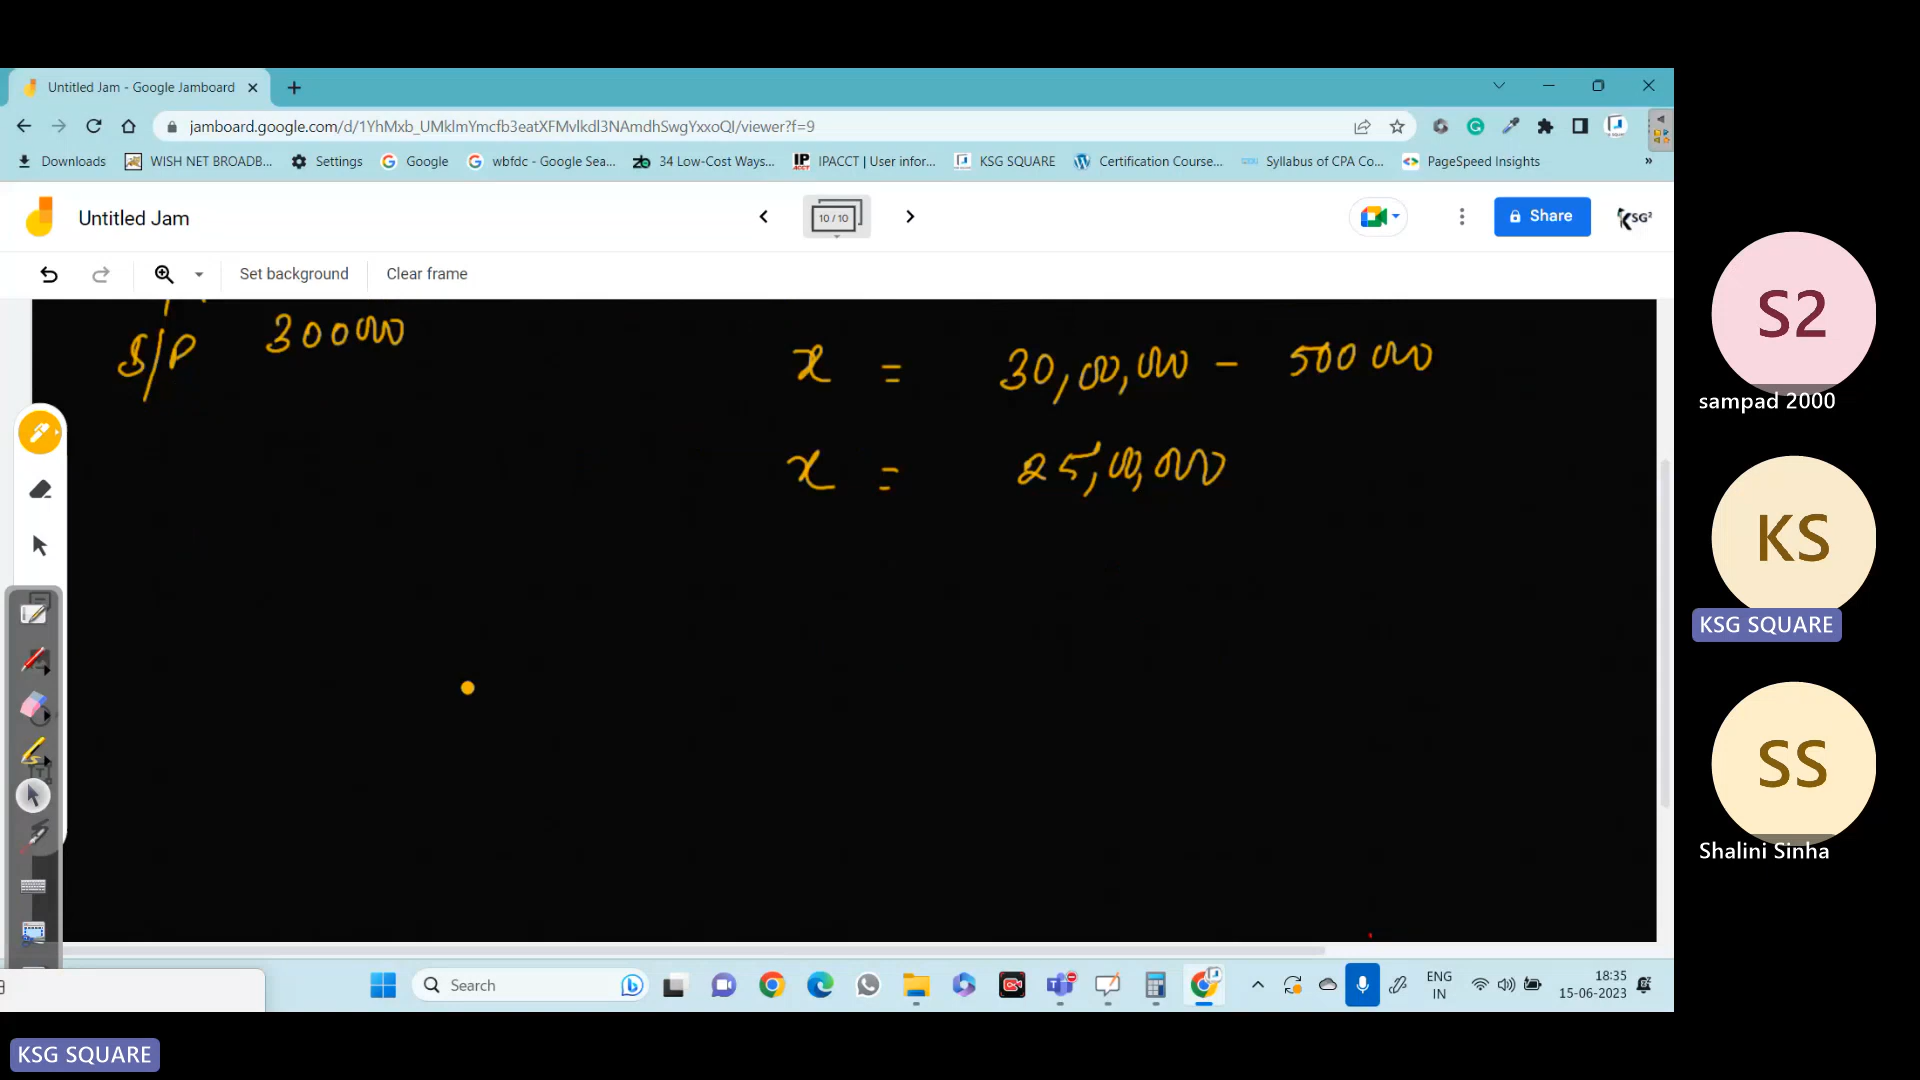 Untitled Jam - Google Jamboard
jamboard.google.com/d/1YhMxb_UMklmYmcfb3eatXFMvlkdl3NAmdhSwgYxxoQI/viewer?f=9
Downloads WISH NET BROADB... Settings Google wbfdc - Google Sea... 34 Low-Cost Ways... IPACCT | User infor... KSG SQUARE Certification Course... Syllabus of CPA Co... PageSpeed Insights »
Untitled Jam 10 / 10 Share KSG²
Set background Clear frame
S/P 300000
x = 30,00,000 - 500000
x = 25,00,000
S2
sampad 2000
KS
KSG SQUARE
SS
Shalini Sinha
Search
ENG
IN
18:35
15-06-2023
KSG SQUARE